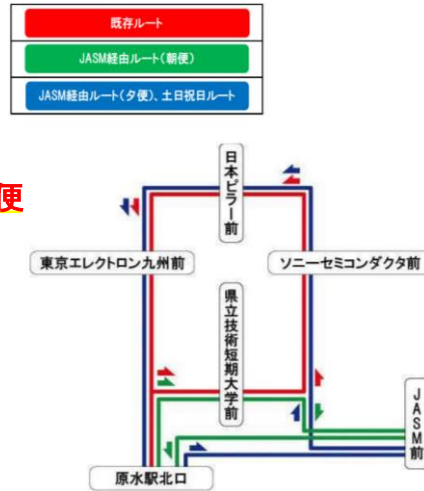 既存ルート
JASM経由ルート(朝便)
JASM経由ルート(夕便)、土日祝日ルート
便
日本ピラー前
東京エレクトロン九州前
ソニーセミコンダクタ前
県立技術短期大学前
JASM前
原水駅北口